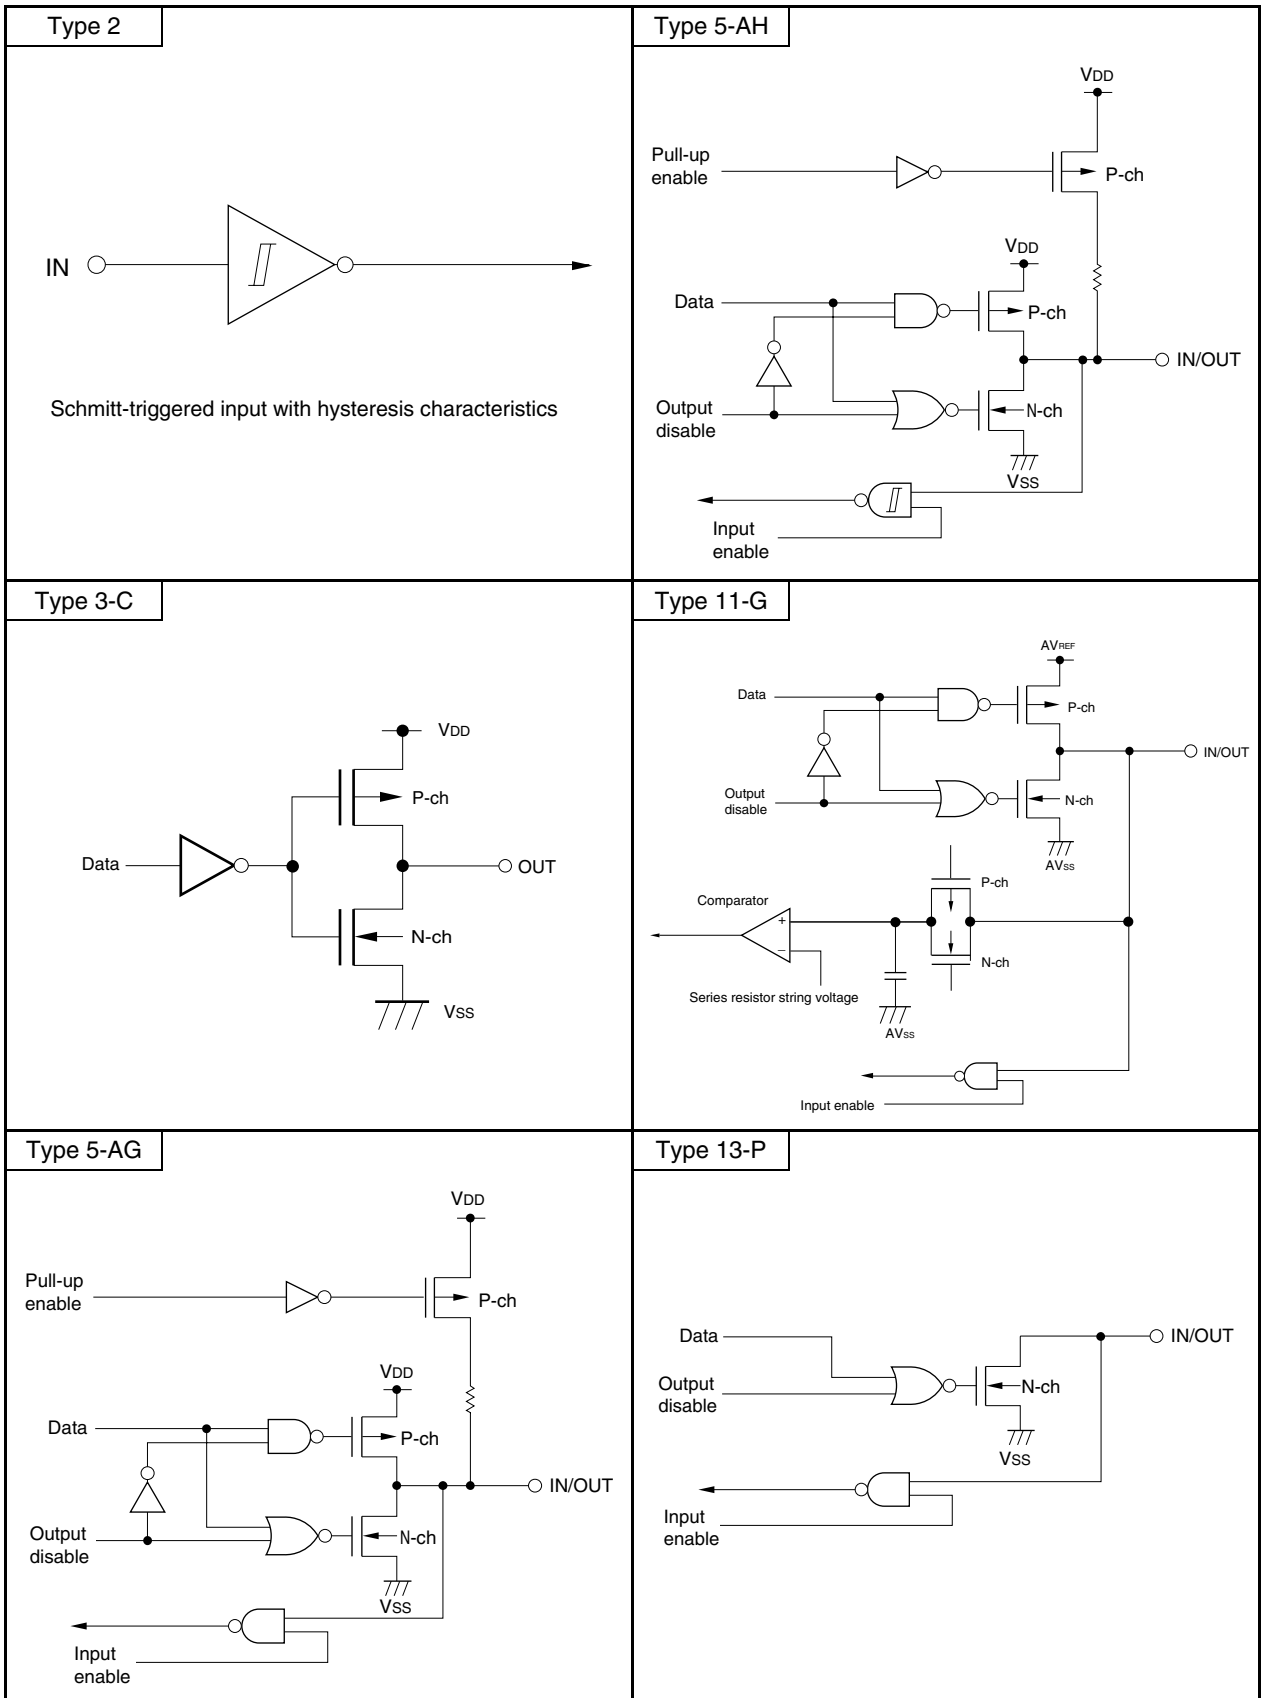 Type 2
IN
Schmitt-triggered input with hysteresis characteristics
Type 5-AH
VDD
Pull-up
enable
P-ch
VDD
Data
P-ch
IN/OUT
Output
disable
N-ch
VSS
Input
enable
Type 3-C
VDD
P-ch
Data
OUT
N-ch
VSS
Type 11-G
AVREF
Data
P-ch
IN/OUT
Output
disable
N-ch
AVSS
P-ch
Comparator
+
−
N-ch
Series resistor string voltage
AVSS
Input enable
Type 5-AG
VDD
Pull-up
enable
P-ch
VDD
Data
P-ch
IN/OUT
Output
disable
N-ch
VSS
Input
enable
Type 13-P
Data
IN/OUT
Output
disable
N-ch
VSS
Input
enable